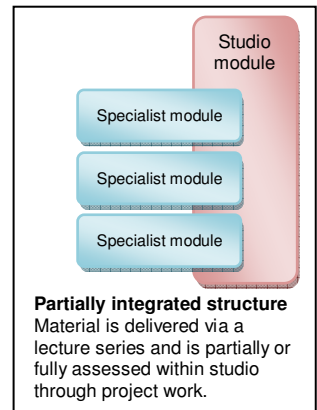 Studio
module
Specialist module
Specialist module
Specialist module
Partially integrated structure
Material is delivered via a
lecture series and is partially or
fully assessed within studio
through project work.